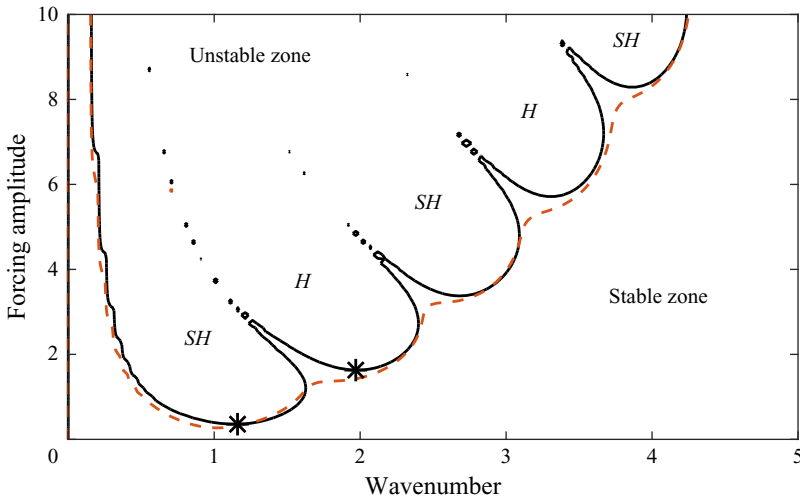 10
SH
Unstable zone
8
H
6
SH
Forcing amplitude
4
H
Stable zone
SH
2
0
1
2
3
4
5
Wavenumber